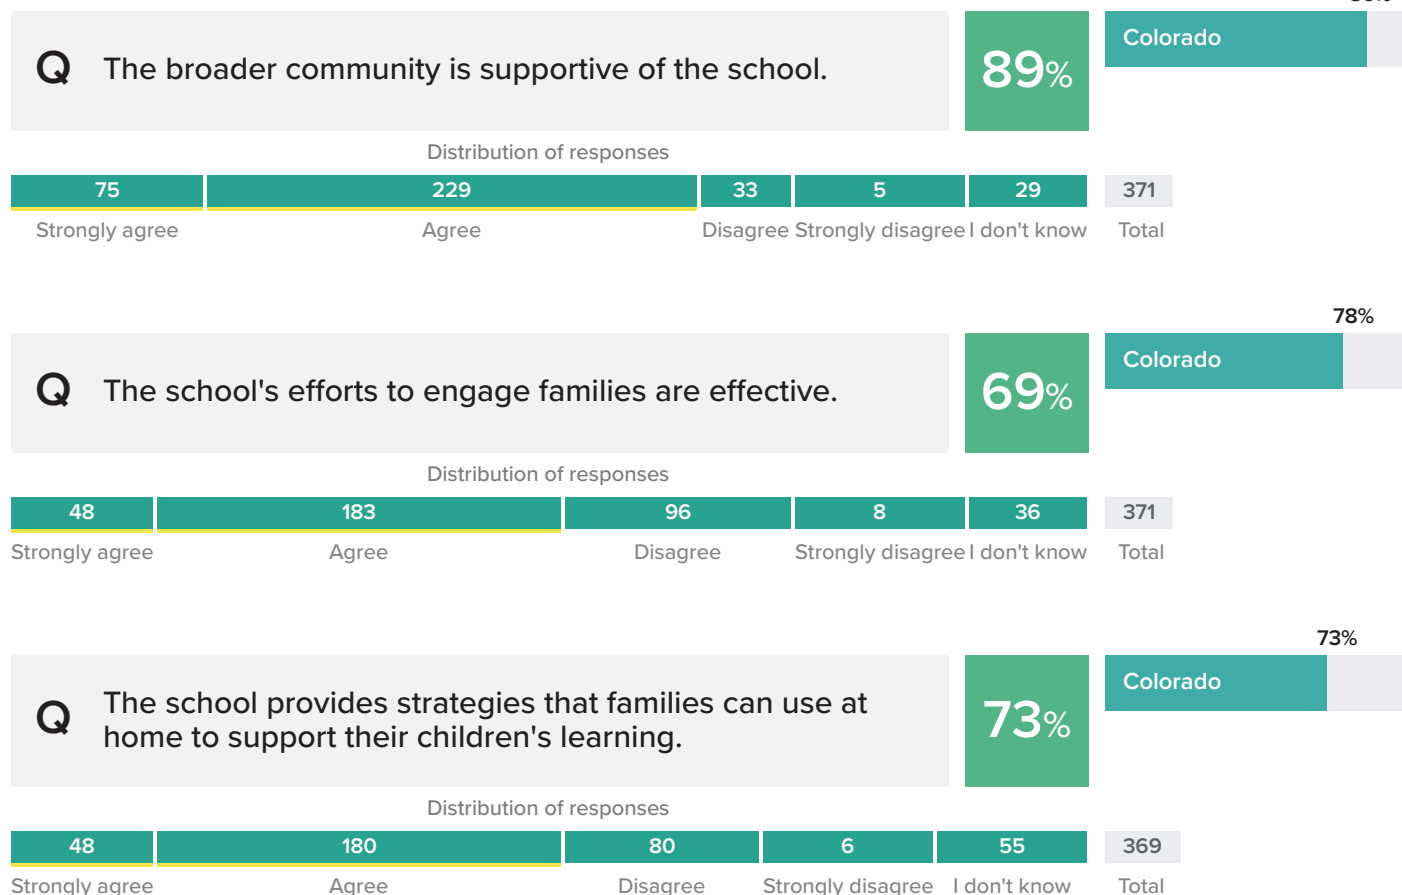 Q The broader community is supportive of the school.
89%
Colorado
Distribution of responses
75 229 33 5 29 371
Strongly agree Agree Disagree Strongly disagree I don't know Total
78%
Q The school's efforts to engage families are effective.
69%
Colorado
Distribution of responses
48 183 96 8 36 371
Strongly agree Agree Disagree Strongly disagree I don't know Total
73%
Q The school provides strategies that families can use at
home to support their children's learning.
73%
Colorado
Distribution of responses
48 180 80 6 55 369
Strongly agree Agree Disagree Strongly disagree I don't know Total